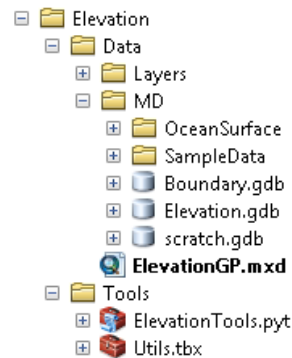 Elevation
Data
Layers
MD
OceanSurface
SampleData
Boundary.gdb
Elevation.gdb
scratch.gdb
ElevationGP.mxd
Tools
ElevationTools.pyt
Utils.tbx